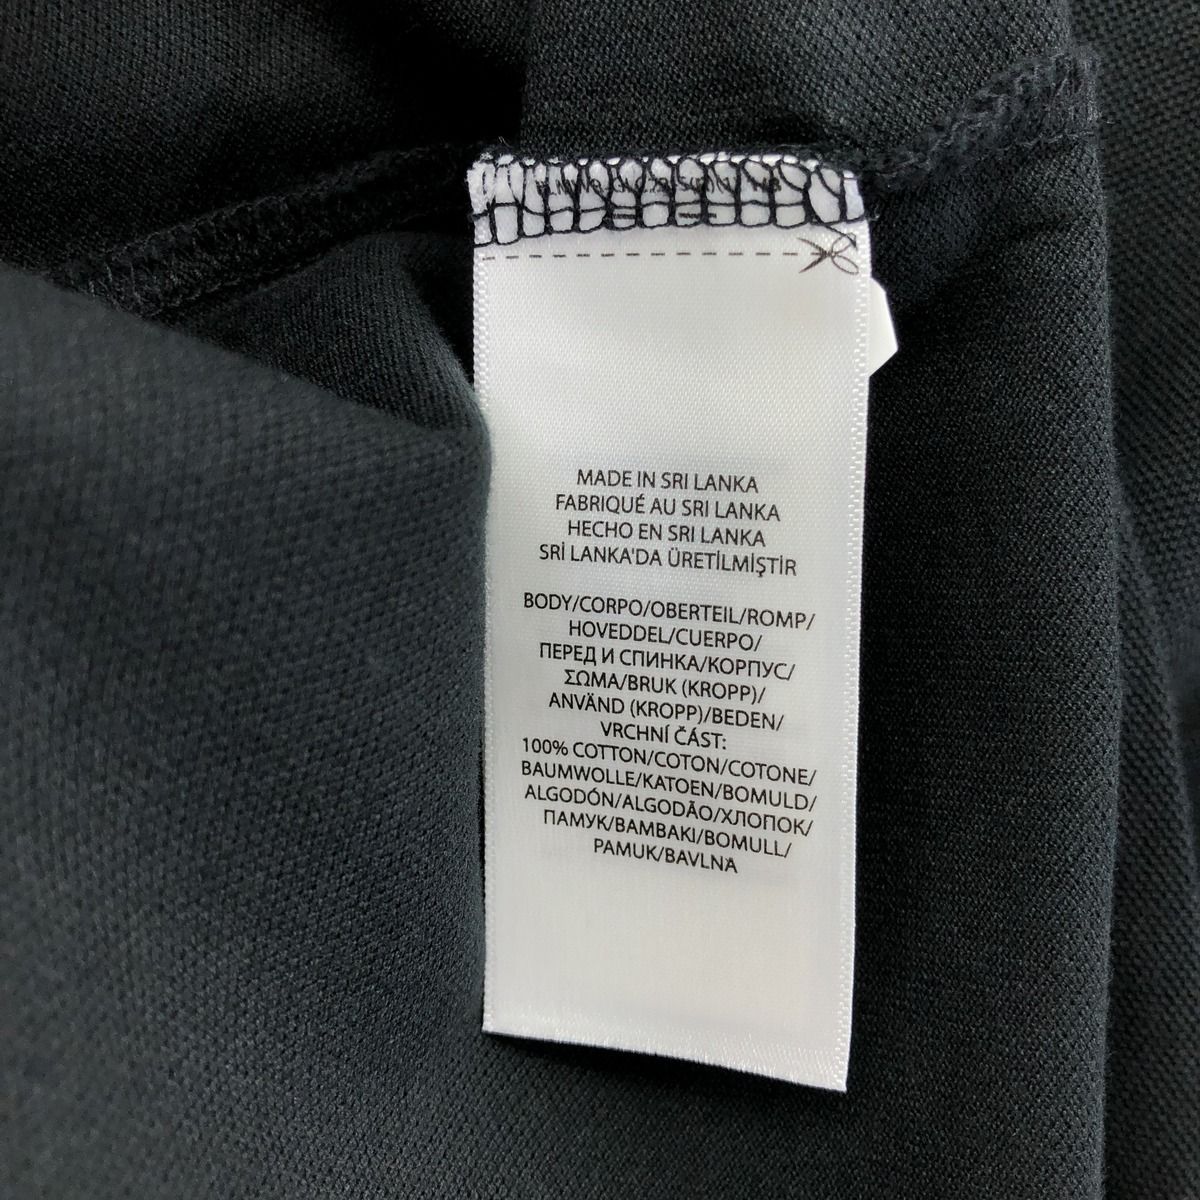 MADE IN SRI LANKA
FABRIQUÉ AU SRI LANKA
HECHO EN SRI LANKA
SRİ LANKA'DA ÜRETİLMİŞTİR
BODY/CORPO/OBERTEIL/ROMP/
HOVEDDEL/CUERPO/
ПЕРЕД И СПИНКА/КОРПУС/
ΣΩΜΑ/BRUK (KROPP)/
ANVÄND (KROPP)/BEDEN/
VRCHNÍ ČÁST:
100% COTTON/COTON/COTONE/
BAUMWOLLE/KATOEN/BOMULD/
ALGODÓN/ALGODÃO/ХЛОПОК/
ПАМУК/ΒΑΜΒΑΚΙ/BOMULL/
PAMUK/BAVLNA